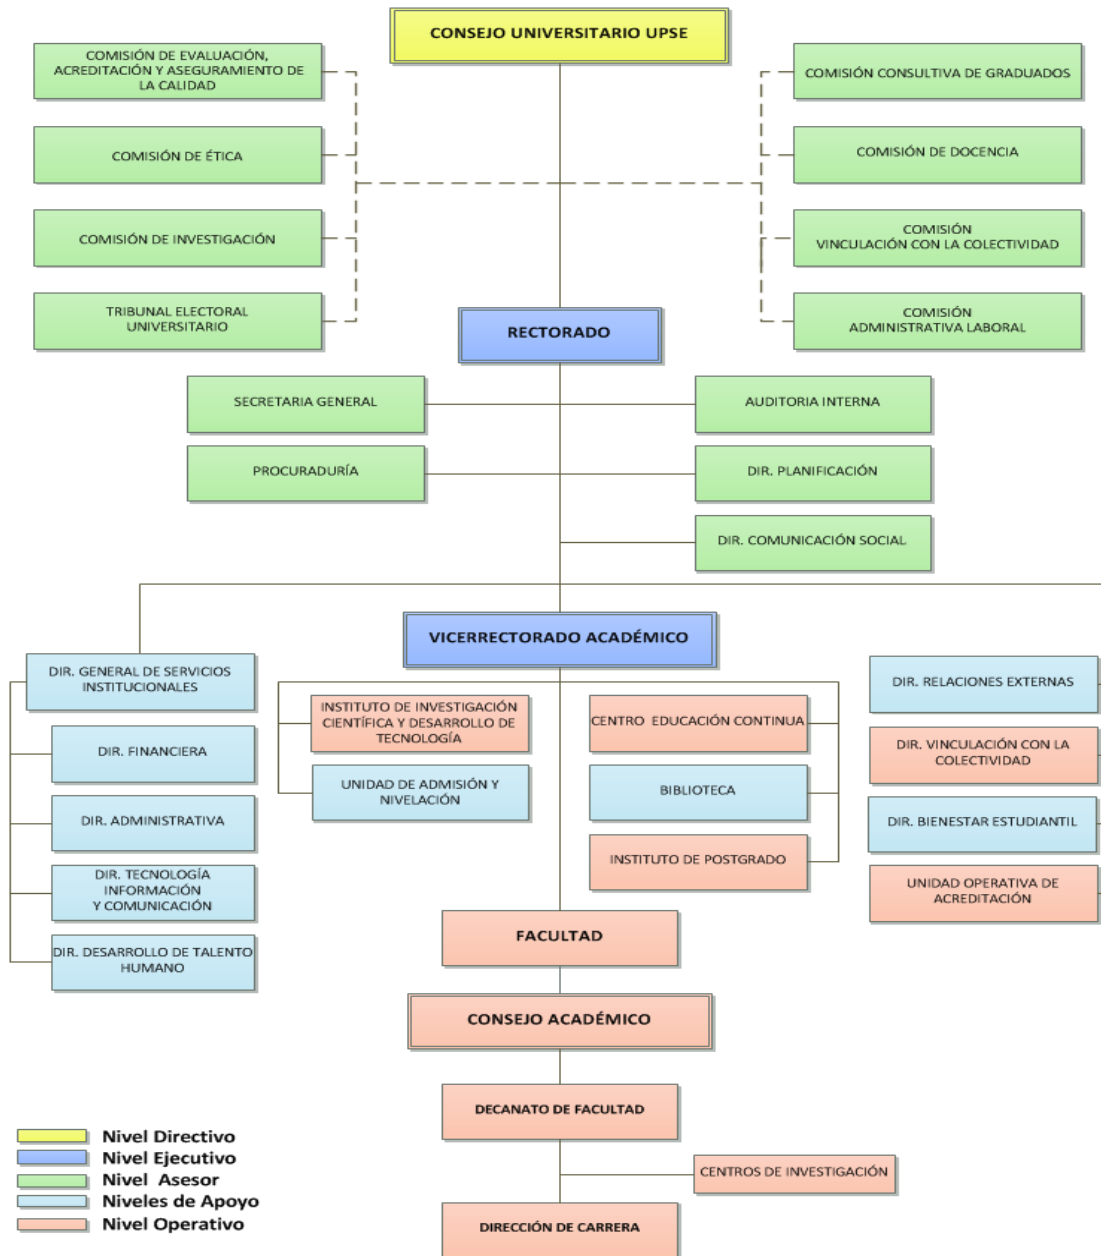 CONSEJO UNIVERSITARIO UPSE
COMISIÓN DE EVALUACIÓN,
ACREDITACIÓN Y ASEGURAMIENTO DE
LA CALIDAD
COMISIÓN CONSULTIVA DE GRADUADOS
COMISIÓN DE ÉTICA
COMISIÓN DE DOCENCIA
COMISIÓN DE INVESTIGACIÓN
COMISIÓN
VINCULACIÓN CON LA COLECTIVIDAD
TRIBUNAL ELECTORAL
UNIVERSITARIO
COMISIÓN
ADMINISTRATIVA LABORAL
RECTORADO
SECRETARIA GENERAL
AUDITORIA INTERNA
PROCURADURÍA
DIR. PLANIFICACIÓN
DIR. COMUNICACIÓN SOCIAL
VICERRECTORADO ACADÉMICO
DIR. GENERAL DE SERVICIOS
INSTITUCIONALES
DIR. FINANCIERA
DIR. ADMINISTRATIVA
DIR. TECNOLOGÍA
INFORMACIÓN
Y COMUNICACIÓN
DIR. DESARROLLO DE TALENTO
HUMANO
INSTITUTO DE INVESTIGACIÓN
CIENTÍFICA Y DESARROLLO DE
TECNOLOGÍA
UNIDAD DE ADMISIÓN Y
NIVELACIÓN
CENTRO EDUCACIÓN CONTINUA
BIBLIOTECA
INSTITUTO DE POSTGRADO
DIR. RELACIONES EXTERNAS
DIR. VINCULACIÓN CON LA
COLECTIVIDAD
DIR. BIENESTAR ESTUDIANTIL
UNIDAD OPERATIVA DE
ACREDITACIÓN
FACULTAD
CONSEJO ACADÉMICO
DECANATO DE FACULTAD
CENTROS DE INVESTIGACIÓN
DIRECCIÓN DE CARRERA
Nivel Directivo
Nivel Ejecutivo
Nivel Asesor
Niveles de Apoyo
Nivel Operativo